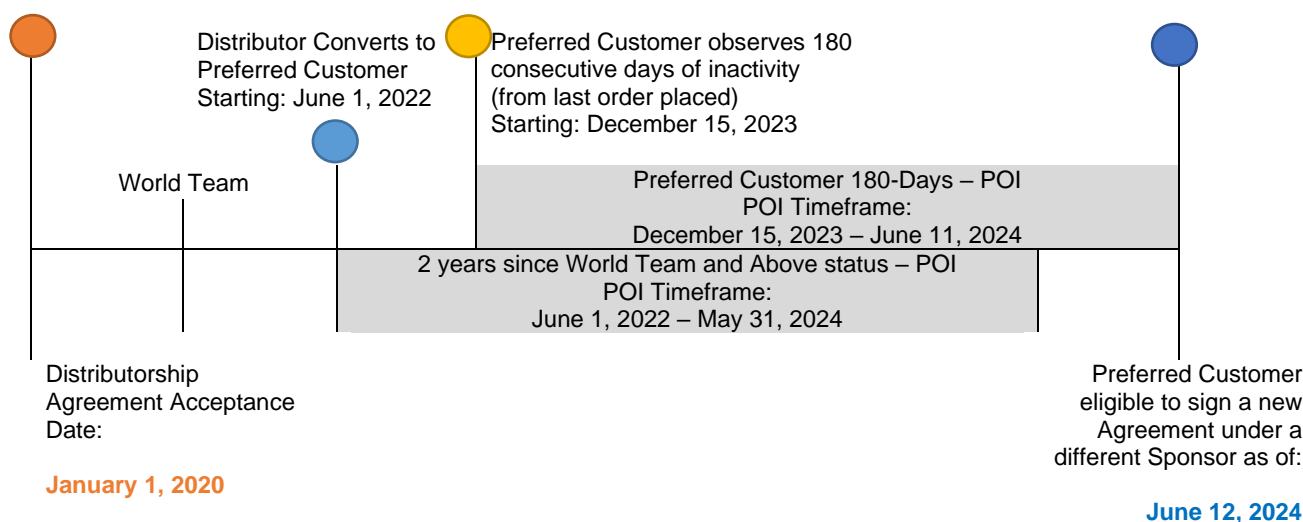 Distributor Converts to
Preferred Customer
Starting: June 1, 2022
Preferred Customer observes 180
consecutive days of inactivity
(from last order placed)
Starting: December 15, 2023
World Team
Preferred Customer 180-Days – POI
POI Timeframe:
December 15, 2023 – June 11, 2024
2 years since World Team and Above status – POI
POI Timeframe:
June 1, 2022 – May 31, 2024
Distributorship
Agreement Acceptance
Date:
January 1, 2020
Preferred Customer
eligible to sign a new
Agreement under a
different Sponsor as of:
June 12, 2024